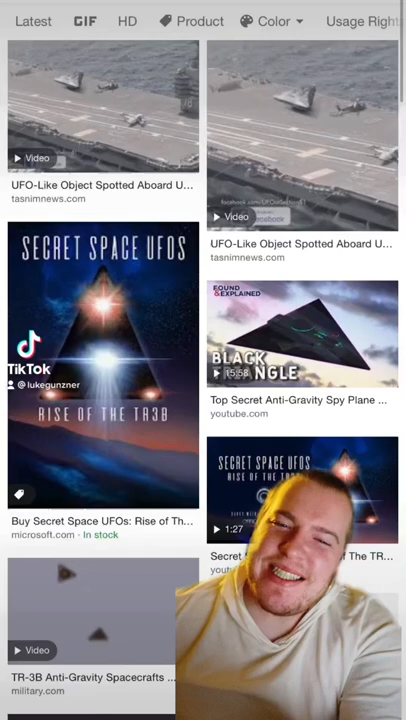 Latest GIF HD Product Color Usage Righ
Video
UFO-Like Object Spotted Aboard U...
tasnimnews.com
Video
UFO-Like Object Spotted Aboard U...
tasnimnews.com
SECRET SPACE UFOS
RISE OF THE TR3B
TikTok
@lukegunzner
Buy Secret Space UFOs: Rise of Th...
microsoft.com · In stock
FOUND
&EXPLAINED
BLACK
NGLE
15:58
Top Secret Anti-Gravity Spy Plane ...
youtube.com
SECRET SPACE UFOS
RISE OF THE TR3B
1:27
Secret
f The TR...
yout
Video
TR-3B Anti-Gravity Spacecrafts ...
military.com